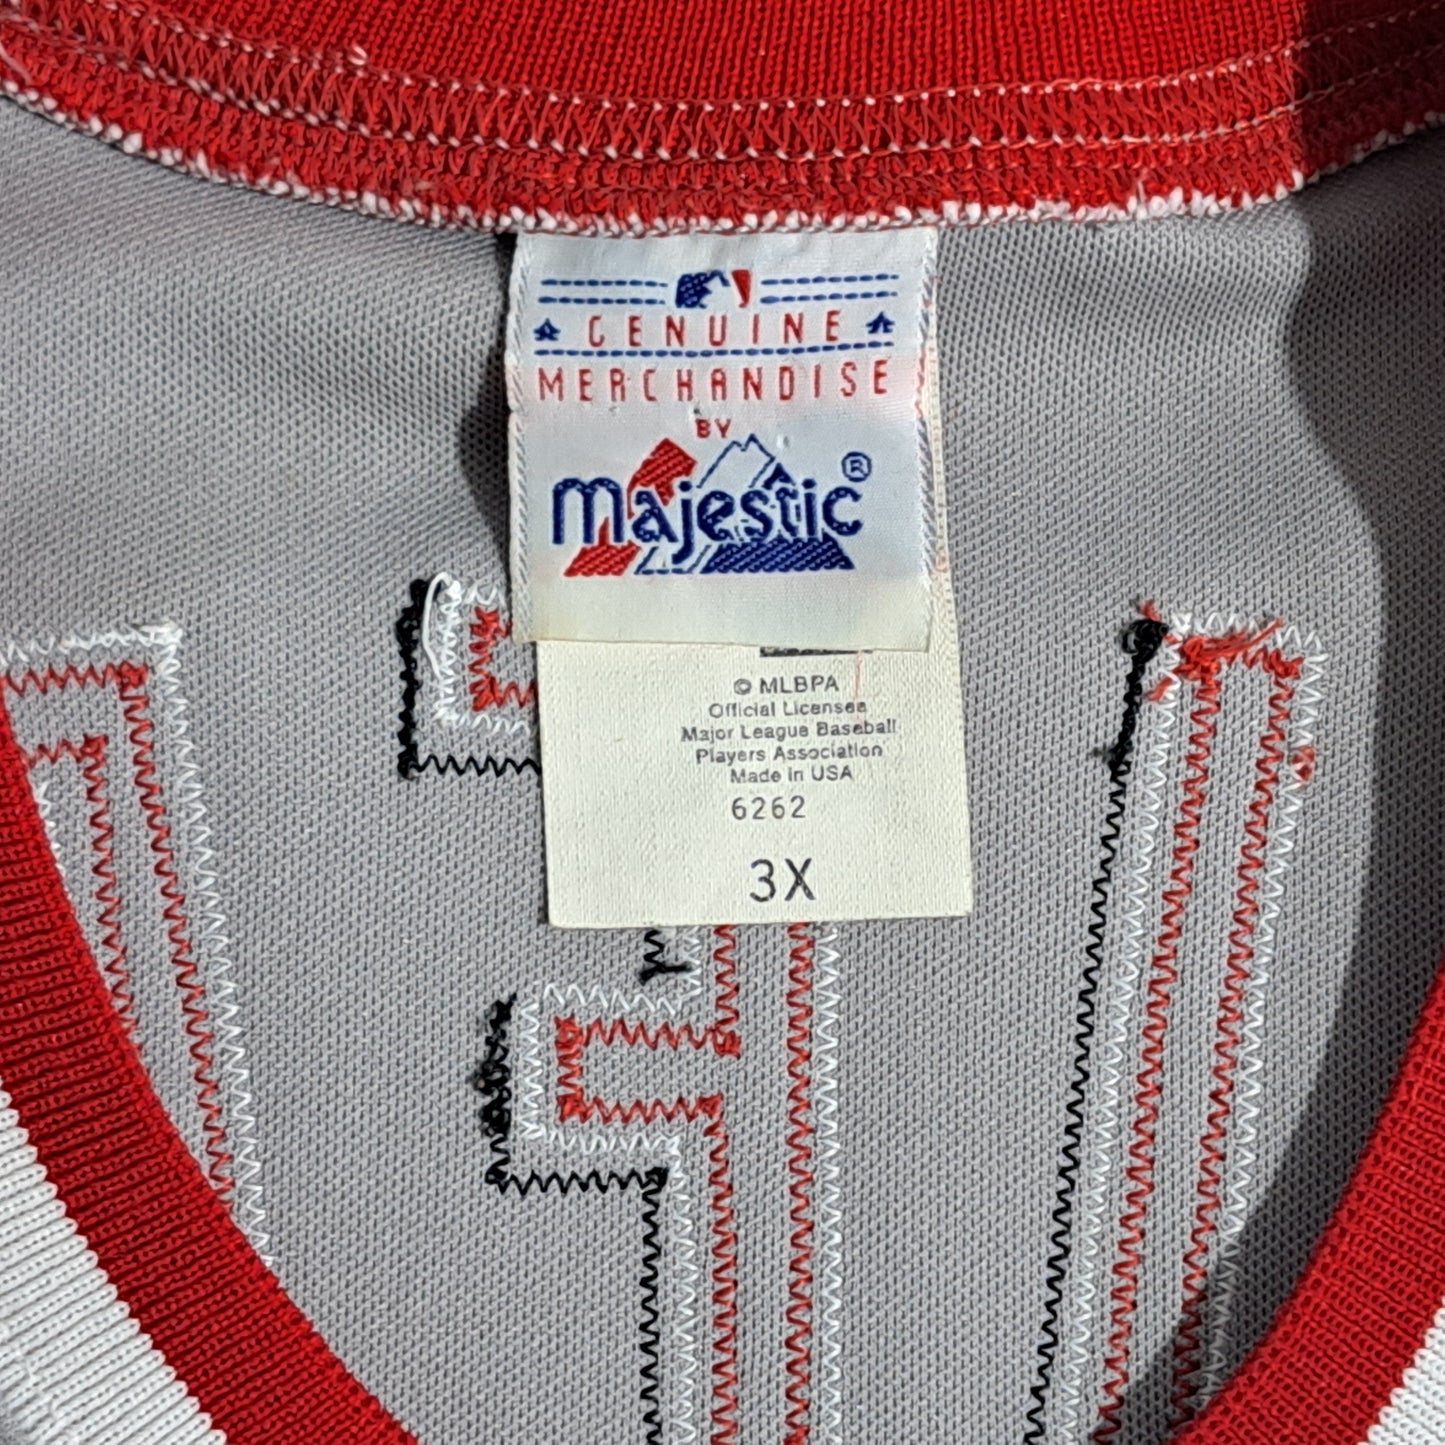 GENUINE
MERCHANDISE
BY
Majestic®
© MLBPA
Official Licensee
Major League Baseball
Players Association
Made in USA
6262
3X